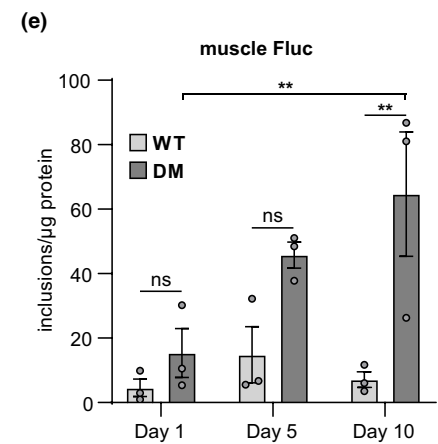 (e)
muscle Fluc
**
**
ns
ns
WT
DM
inclusions/µg protein
100
80
60
40
20
0
Day 1 Day 5 Day 10